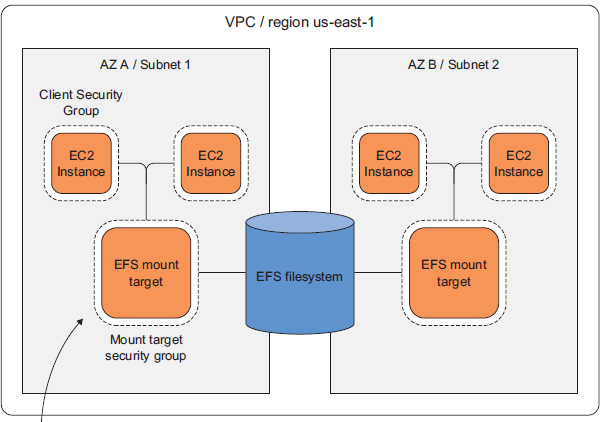 VPC / region us-east-1
AZ A / Subnet 1
AZ B / Subnet 2
Client Security
Group
EC2
Instance
EC2
Instance
EC2
Instance
EC2
Instance
EFS mount
target
EFS filesystem
EFS mount
target
Mount target
security group